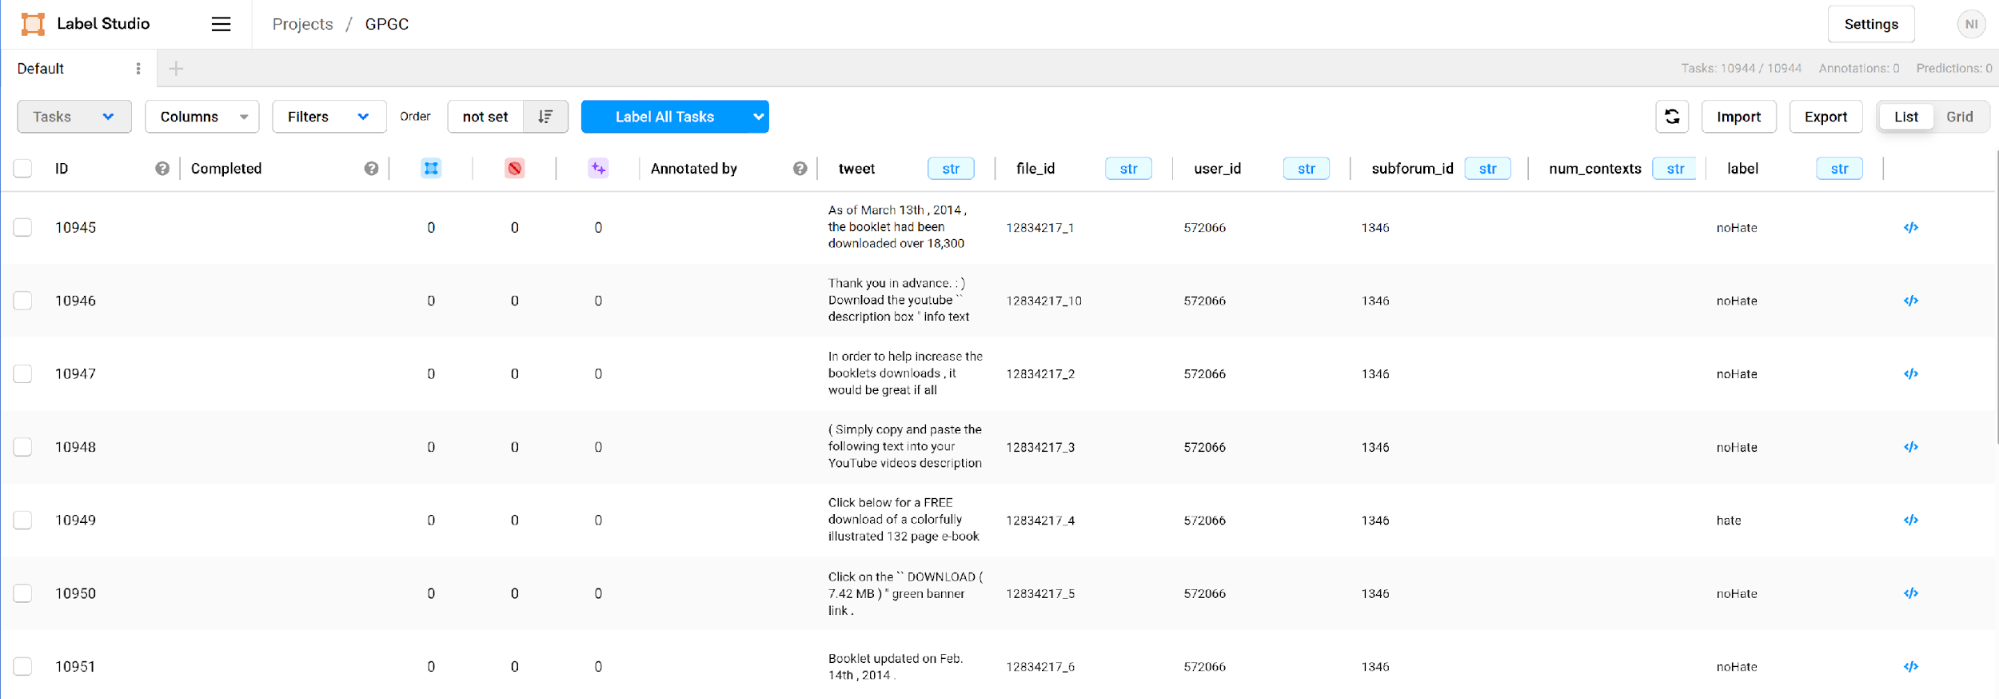 Label Studio
Projects / GPGC
Settings
NI
Default
+
Tasks: 10944 / 10944 Annotations: 0 Predictions: 0
Tasks
Columns
Filters
Order
not set
Label All Tasks
Import
Export
List
Grid
ID ? Completed ? Annotated by ? tweet str file_id str user_id str subforum_id str num_contexts str label str
10945 0 0 0
As of March 13th , 2014 ,
the booklet had been
downloaded over 18,300
12834217_1 572066 1346 noHate </>
10946 0 0 0
Thank you in advance. : )
Download the youtube ``
description box " info text
12834217_10 572066 1346 noHate </>
10947 0 0 0
In order to help increase the
booklets downloads , it
would be great if all
12834217_2 572066 1346 noHate </>
10948 0 0 0
( Simply copy and paste the
following text into your
YouTube videos description
12834217_3 572066 1346 noHate </>
10949 0 0 0
Click below for a FREE
download of a colorfully
illustrated 132 page e-book
12834217_4 572066 1346 hate </>
10950 0 0 0
Click on the `` DOWNLOAD (
7.42 MB ) " green banner
link .
12834217_5 572066 1346 noHate </>
10951 0 0 0
Booklet updated on Feb.
14th , 2014 .
12834217_6 572066 1346 noHate </>